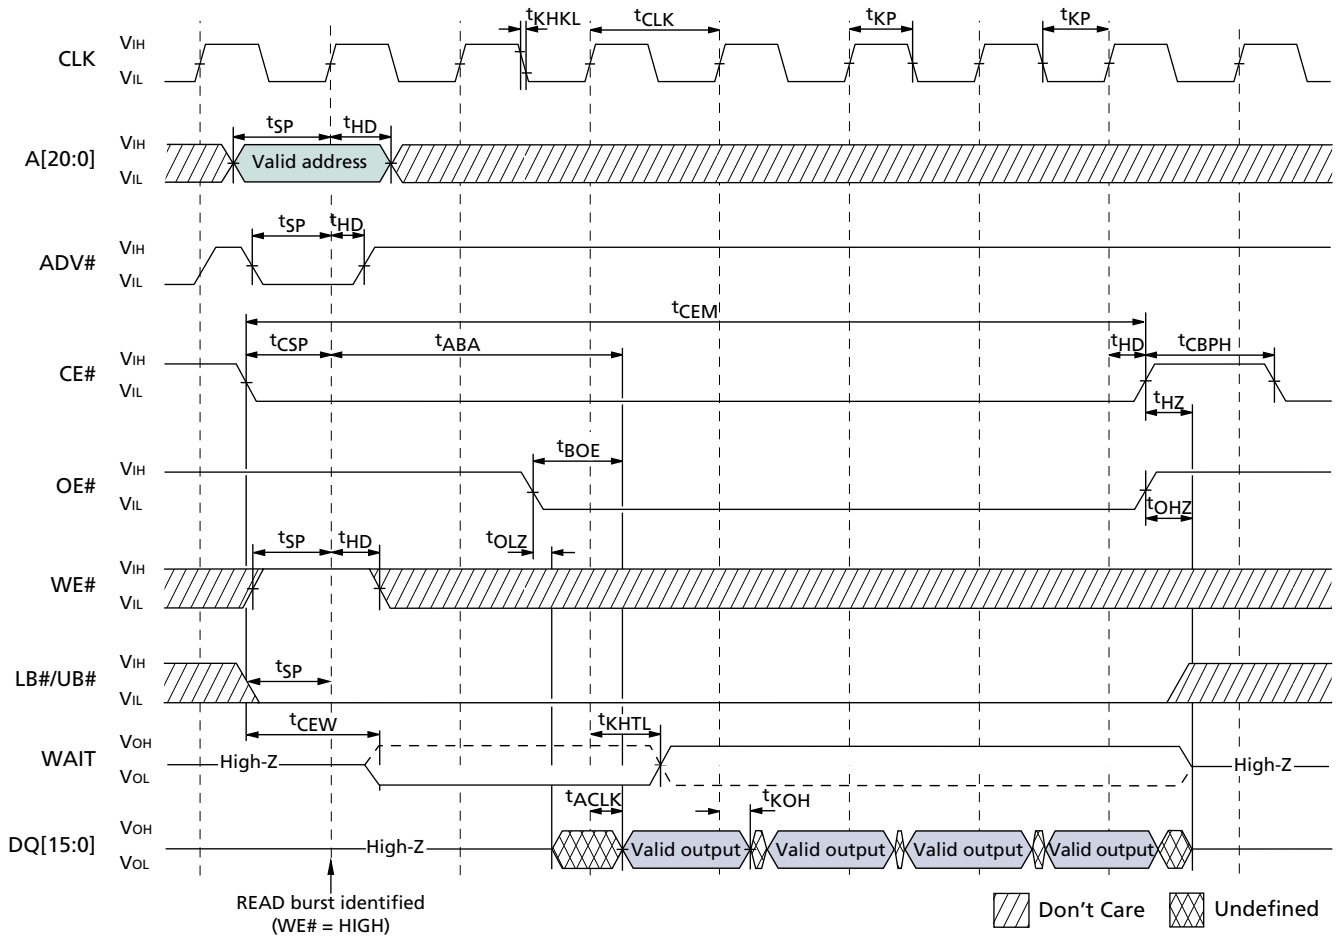 tKHKL tCLK tKP tKP
CLK VIH
VIL
tSP tHD
A[20:0] VIH
VIL
Valid address
tSP tHD
ADV# VIH
VIL
tCEM
tCSP tABA tHD tCBPH
CE# VIH
VIL
tHZ
tBOE
OE# VIH
VIL
tOHZ
tSP tHD tOLZ
WE# VIH
VIL
LB#/UB# VIH
VIL
tSP
tCEW tKHTL
WAIT VOH
VOL
High-Z High-Z
tACLK tKOH
DQ[15:0] VOH
VOL
High-Z Valid output Valid output Valid output Valid output
READ burst identified
(WE# = HIGH)
Don't Care Undefined